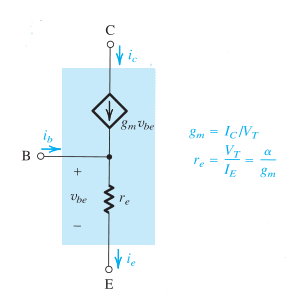 C
i_c
g_m v_be
g_m = I_C/V_T
i_b
r_e = V_T/I_E = α/g_m
B
+
v_be
r_e
−
i_e
E